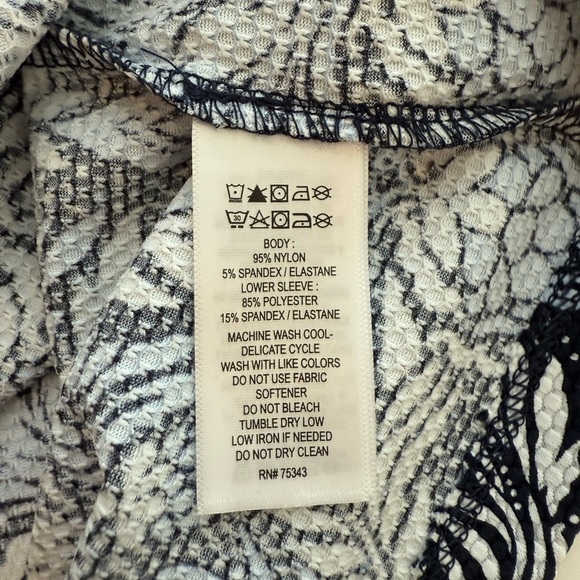 30
BODY :
95% NYLON
5% SPANDEX / ELASTANE
LOWER SLEEVE :
85% POLYESTER
15% SPANDEX / ELASTANE
MACHINE WASH COOL-
DELICATE CYCLE
WASH WITH LIKE COLORS
DO NOT USE FABRIC
SOFTENER
DO NOT BLEACH
TUMBLE DRY LOW
LOW IRON IF NEEDED
DO NOT DRY CLEAN
RN# 75343